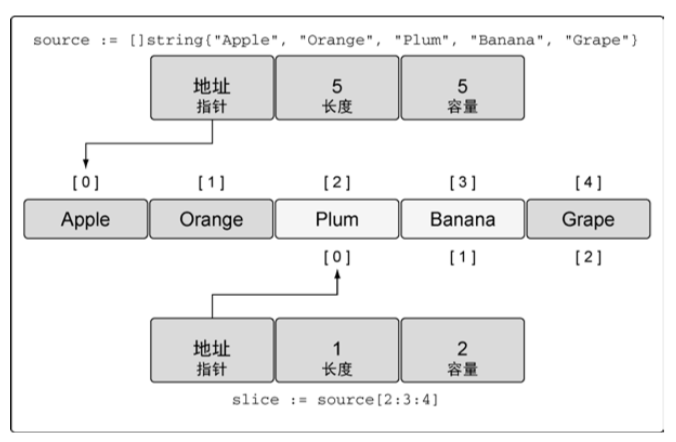 source := []string{"Apple", "Orange", "Plum", "Banana", "Grape"}
地址 5 5
指针 长度 容量
[0] [1] [2] [3] [4]
Apple Orange Plum Banana Grape
[0] [1] [2]
地址 1 2
指针 长度 容量
slice := source[2:3:4]